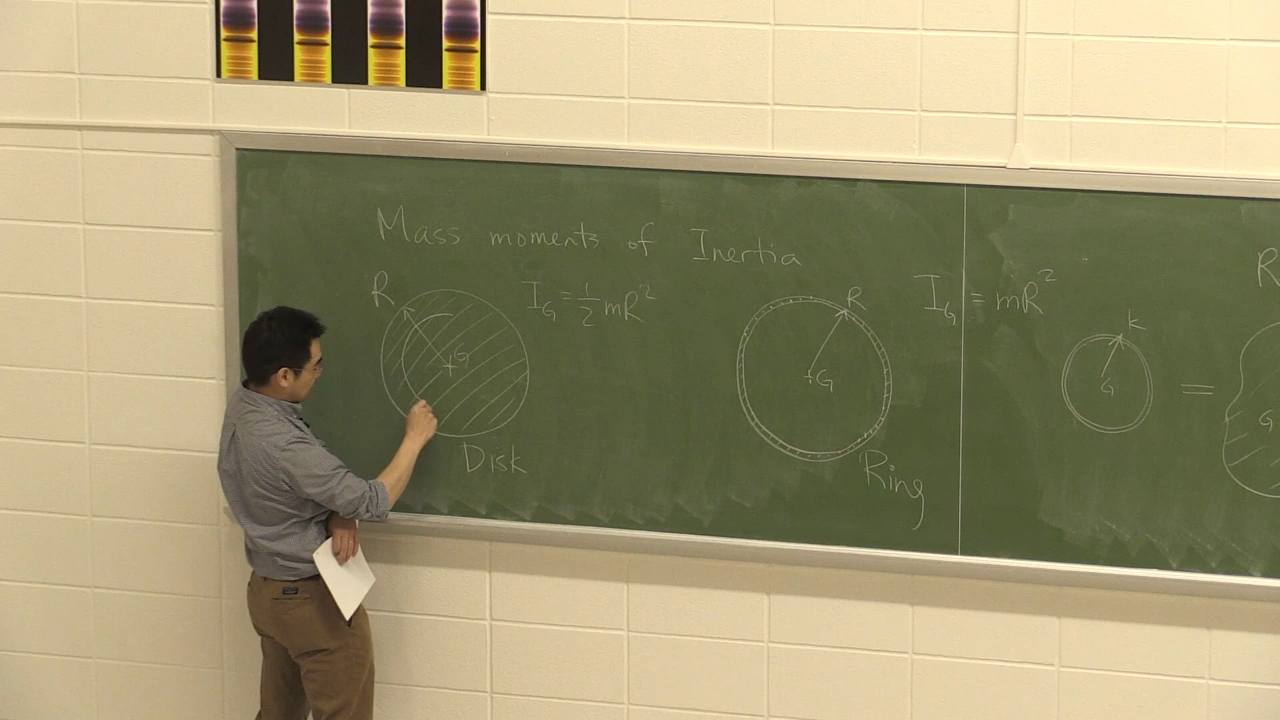 Mass moments of Inertia
R
G
I_G = 1/2 mR²
Disk
R
G
I_G = mR²
Ring
k
G
=
R
G